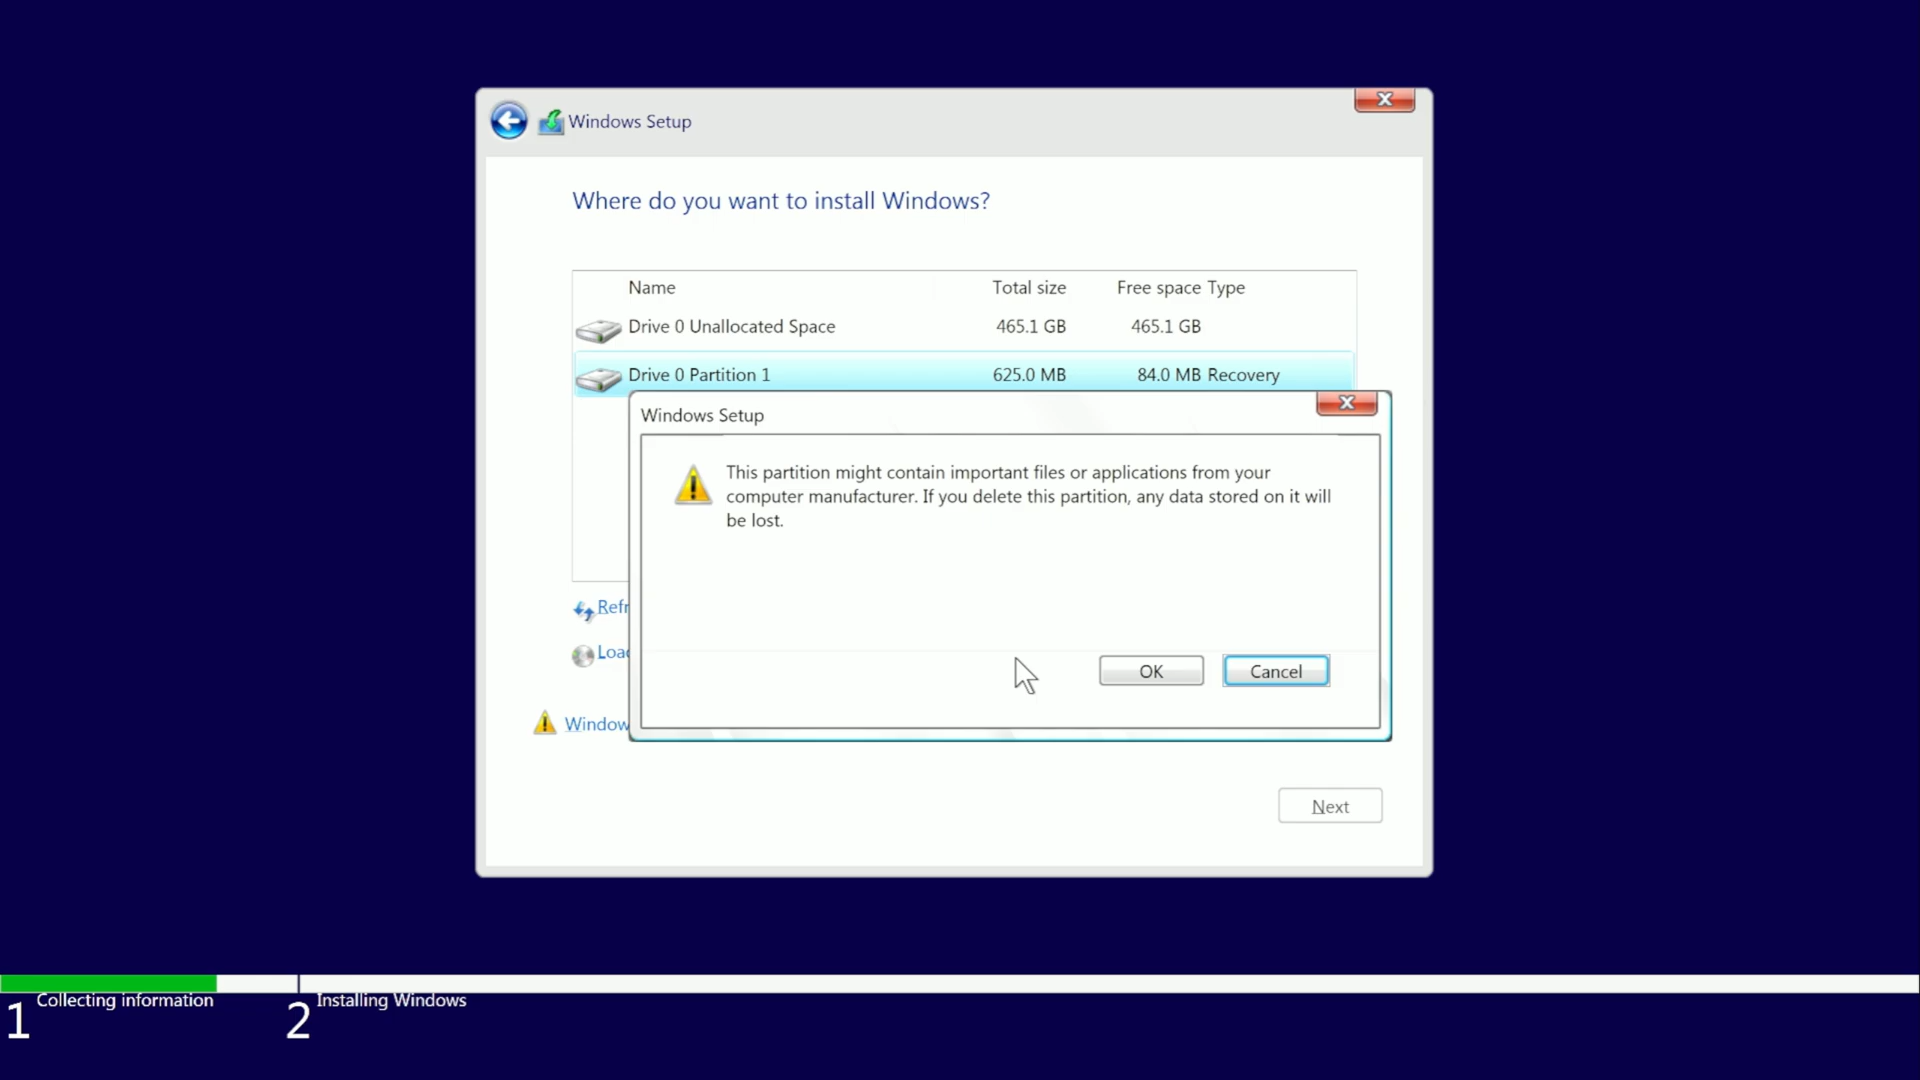 Windows Setup
Where do you want to install Windows?
Name Total size Free space Type
Drive 0 Unallocated Space 465.1 GB 465.1 GB
Drive 0 Partition 1 625.0 MB 84.0 MB Recovery
Windows Setup
This partition might contain important files or applications from your
computer manufacturer. If you delete this partition, any data stored on it will
be lost.
Refr
Load
OK Cancel
Window
Next
1 Collecting information
2 Installing Windows